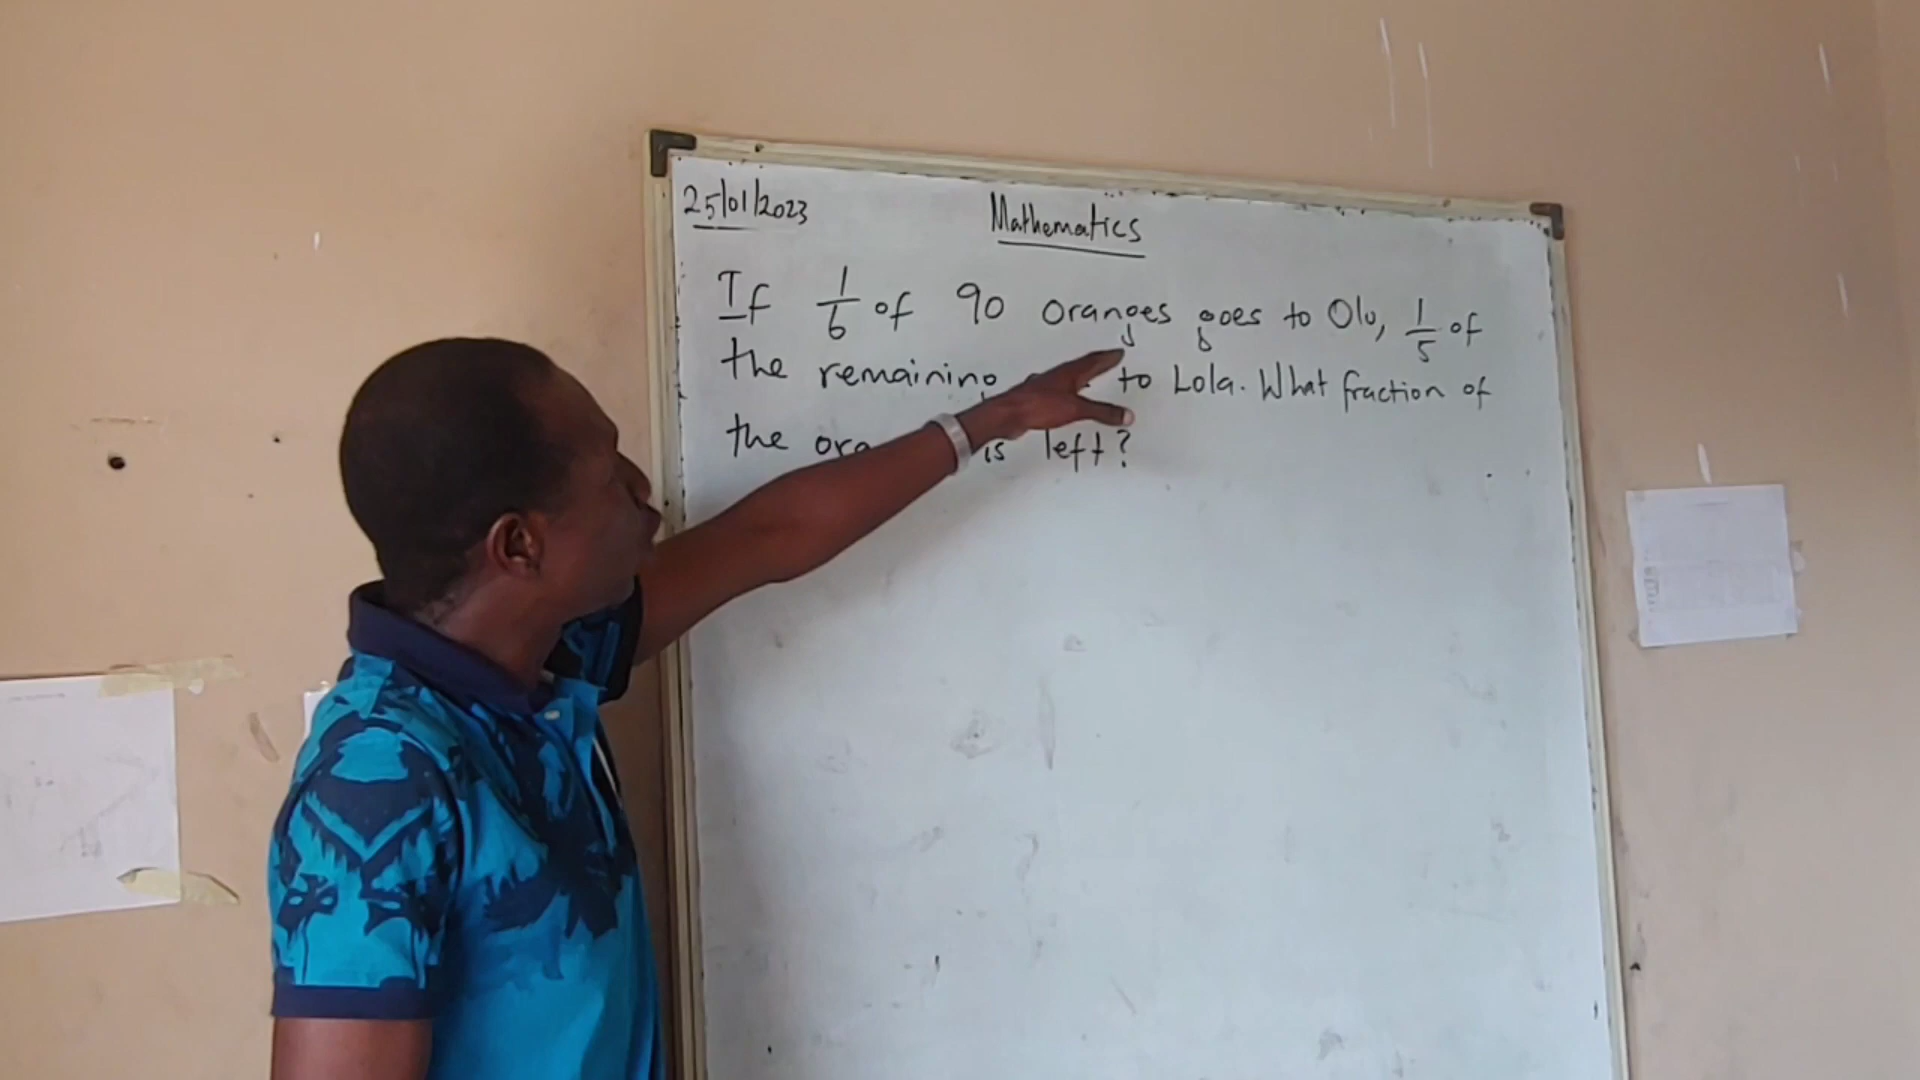 25/01/2023
Mathematics
If 1/6 of 90 oranges goes to Olu, 1/5 of
the remaining to Lola. What fraction of
the is left?